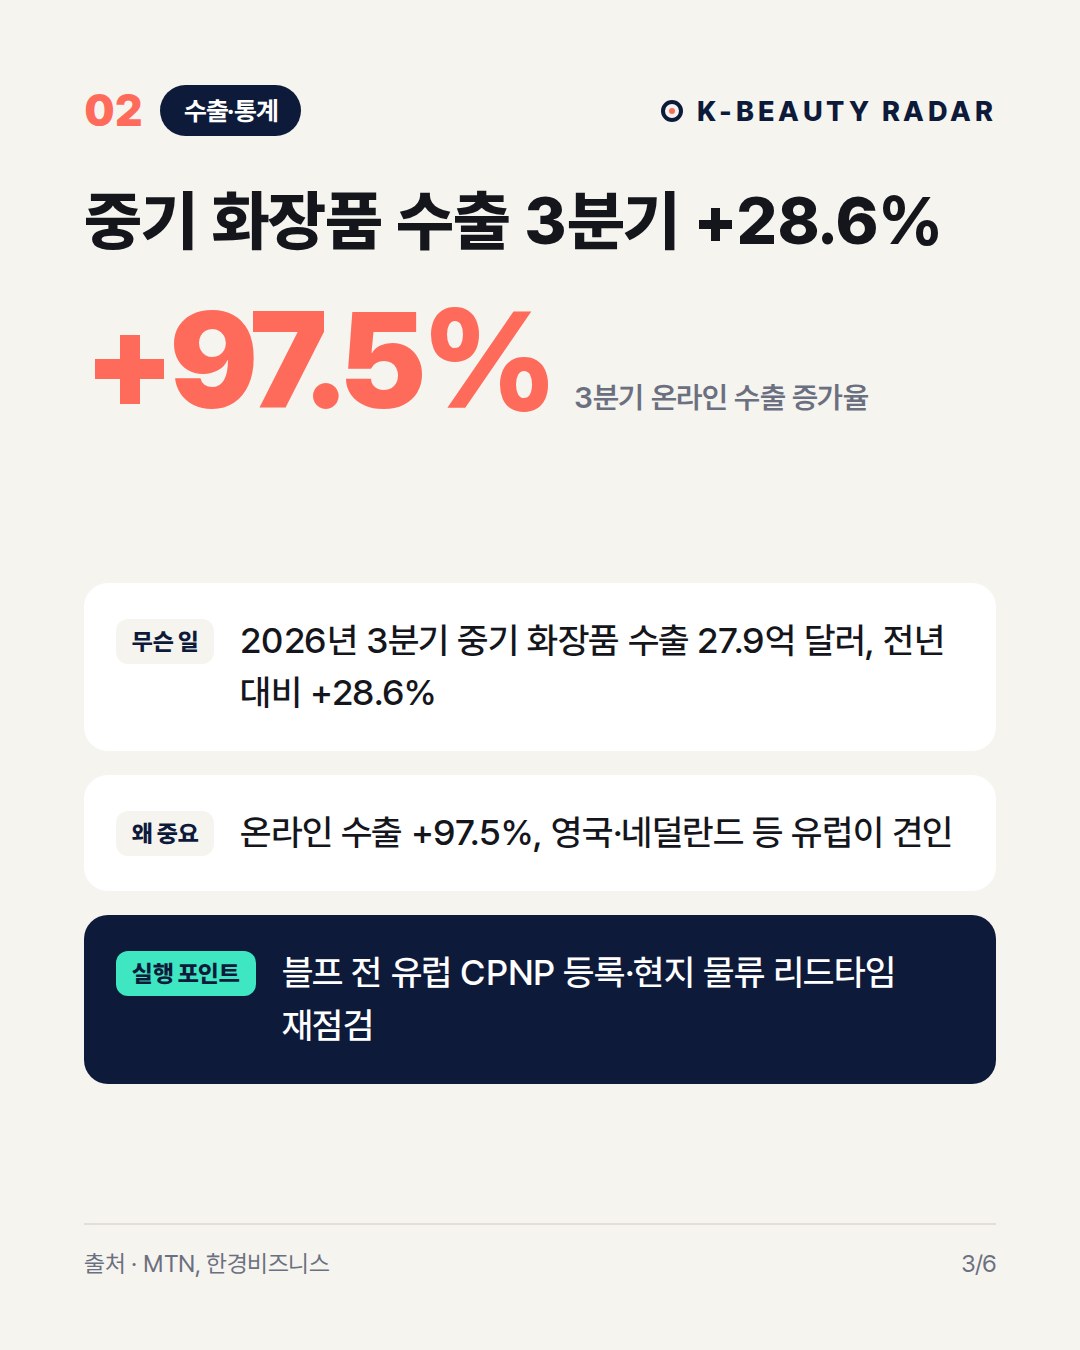 02 수출·통계 K-BEAUTY RADAR
중기 화장품 수출 3분기 +28.6%
+97.5% 3분기 온라인 수출 증가율
무슨 일 2026년 3분기 중기 화장품 수출 27.9억 달러, 전년
대비 +28.6%
왜 중요 온라인 수출 +97.5%, 영국·네덜란드 등 유럽이 견인
실행 포인트 블프 전 유럽 CPNP 등록·현지 물류 리드타임
재점검
출처 · MTN, 한경비즈니스 3/6